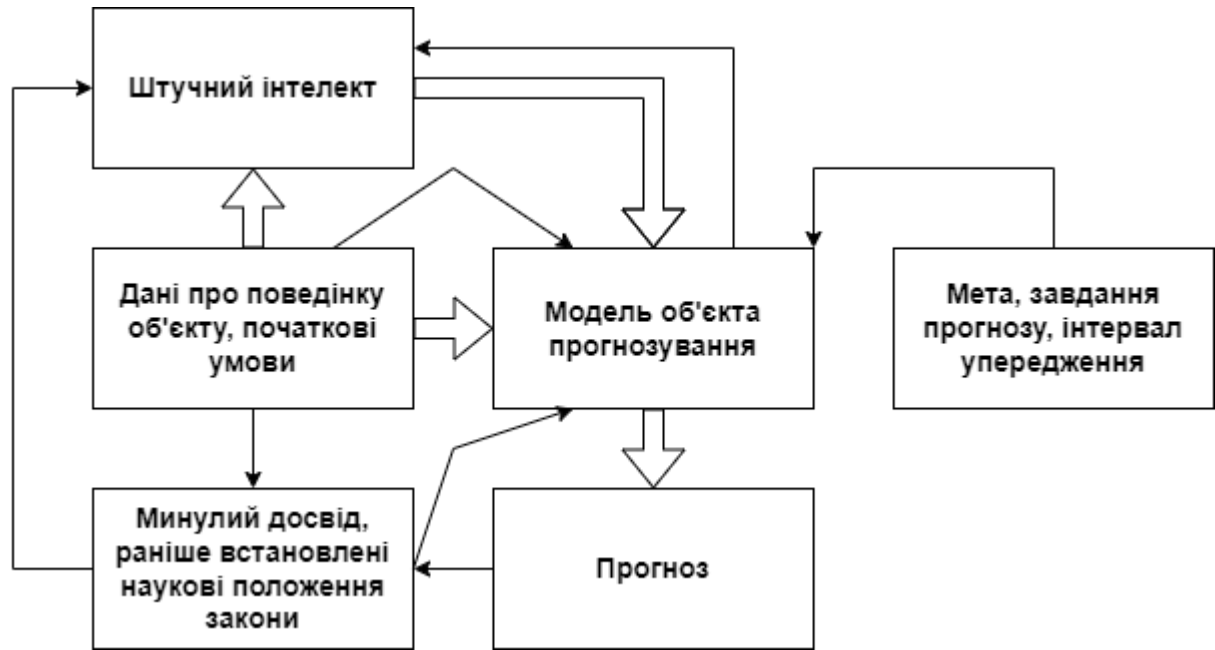 Штучний інтелект
Дані про поведінку
об'єкту, початкові
умови
Модель об'єкта
прогнозування
Мета, завдання
прогнозу, інтервал
упередження
Минулий досвід,
раніше встановлені
наукові положення
закони
Прогноз